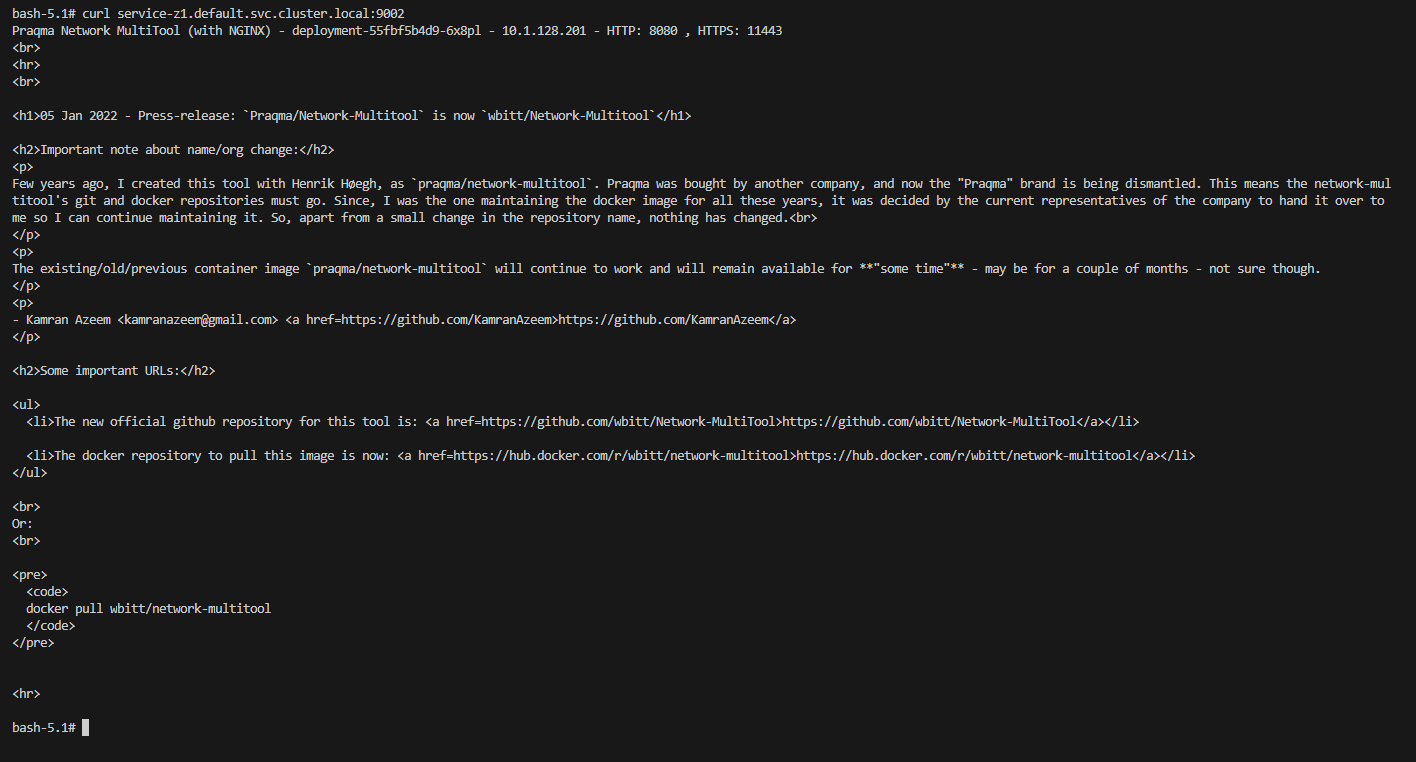 bash-5.1# curl service-z1.default.svc.cluster.local:9002
Praqma Network MultiTool (with NGINX) - deployment-55fbf5b4d9-6x8pl - 10.1.128.201 - HTTP: 8080 , HTTPS: 11443
<br>
<hr>
<br>

<h1>05 Jan 2022 - Press-release: `Praqma/Network-Multitool` is now `wbitt/Network-Multitool`</h1>

<h2>Important note about name/org change:</h2>
<p>
Few years ago, I created this tool with Henrik Høegh, as `praqma/network-multitool`. Praqma was bought by another company, and now the "Praqma" brand is being dismantled. This means the network-mul
titool's git and docker repositories must go. Since, I was the one maintaining the docker image for all these years, it was decided by the current representatives of the company to hand it over to
me so I can continue maintaining it. So, apart from a small change in the repository name, nothing has changed.<br>
</p>
<p>
The existing/old/previous container image `praqma/network-multitool` will continue to work and will remain available for **"some time"** - may be for a couple of months - not sure though.
</p>
<p>
- Kamran Azeem <kamranazeem@gmail.com> <a href=https://github.com/KamranAzeem>https://github.com/KamranAzeem</a>
</p>

<h2>Some important URLs:</h2>

<ul>
  <li>The new official github repository for this tool is: <a href=https://github.com/wbitt/Network-MultiTool>https://github.com/wbitt/Network-MultiTool</a></li>

  <li>The docker repository to pull this image is now: <a href=https://hub.docker.com/r/wbitt/network-multitool>https://hub.docker.com/r/wbitt/network-multitool</a></li>
</ul>

<br>
Or:
<br>

<pre>
  <code>
  docker pull wbitt/network-multitool
  </code>
</pre>


<hr>

bash-5.1#